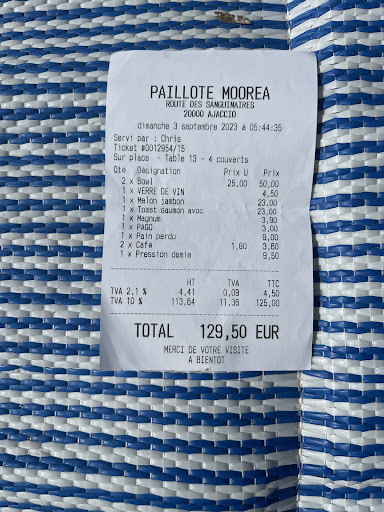 PAILLOTE MOOREA
ROUTE DES SANGUINAIRES
20000 AJACCIO
dimanche 3 septembre 2023 à 05:44:35
Servi par : Chris
Ticket #0012954/15
Sur place - Table 13 - 4 couverts
Qté Désignation Prix U Prix
2 x Bowl 25,00 50,00
1 x VERRE DE VIN 4,50
1 x Melon jambon 23,00
1 x Toast saumon avoc 23,00
1 x Magnum 3,90
1 x PAGO 3,00
1 x Pain perdu 9,00
2 x Café 1,80 3,60
1 x Pression demie 9,50
HT TVA TTC
TVA 2,1 % 4,41 0,09 4,50
TVA 10 % 113,64 11,36 125,00
TOTAL 129,50 EUR
MERCI DE VOTRE VISITE
A BIENTOT